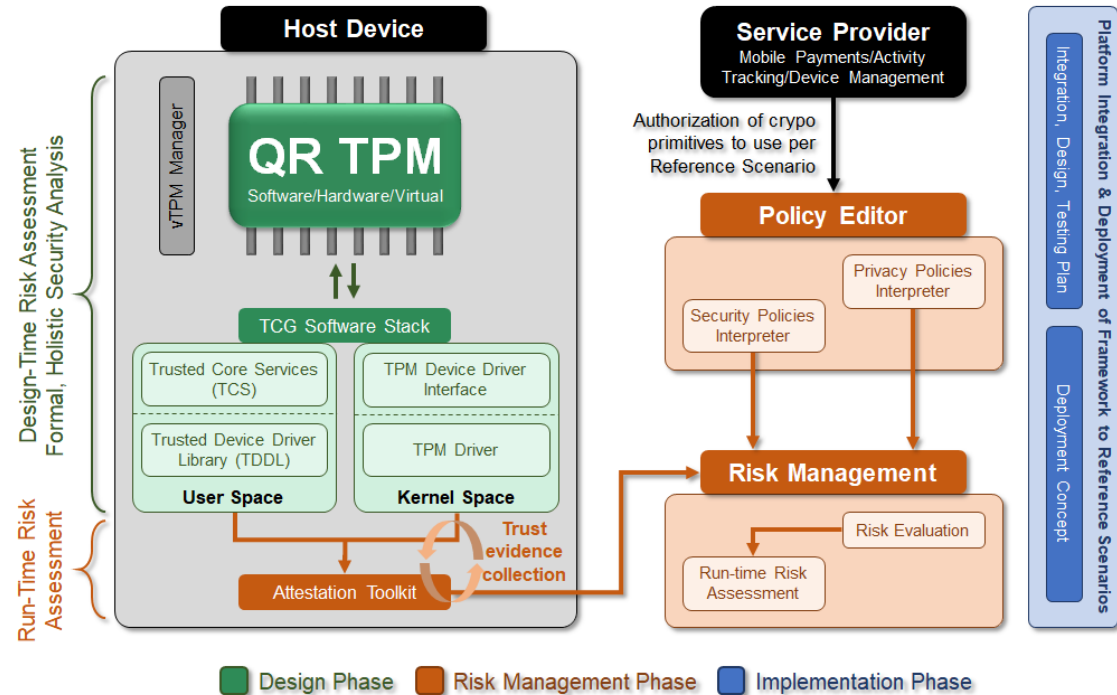 Host Device
vTPM Manager
QR TPM
Software/Hardware/Virtual
TCG Software Stack
Trusted Core Services
(TCS)
Trusted Device Driver
Library (TDDL)
User Space
TPM Device Driver
Interface
TPM Driver
Kernel Space
Trust
evidence
collection
Attestation Toolkit
Design-Time Risk Assessment
Formal, Holistic Security Analysis
Run-Time Risk
Assessment
Service Provider
Mobile Payments/Activity
Tracking/Device Management
Authorization of crypo
primitives to use per
Reference Scenario
Policy Editor
Privacy Policies
Interpreter
Security Policies
Interpreter
Risk Management
Risk Evaluation
Run-time Risk
Assessment
Platform Integration & Deployment of Framework to Reference Scenarios
Integration, Design, Testing Plan
Deployment Concept
Design Phase
Risk Management Phase
Implementation Phase